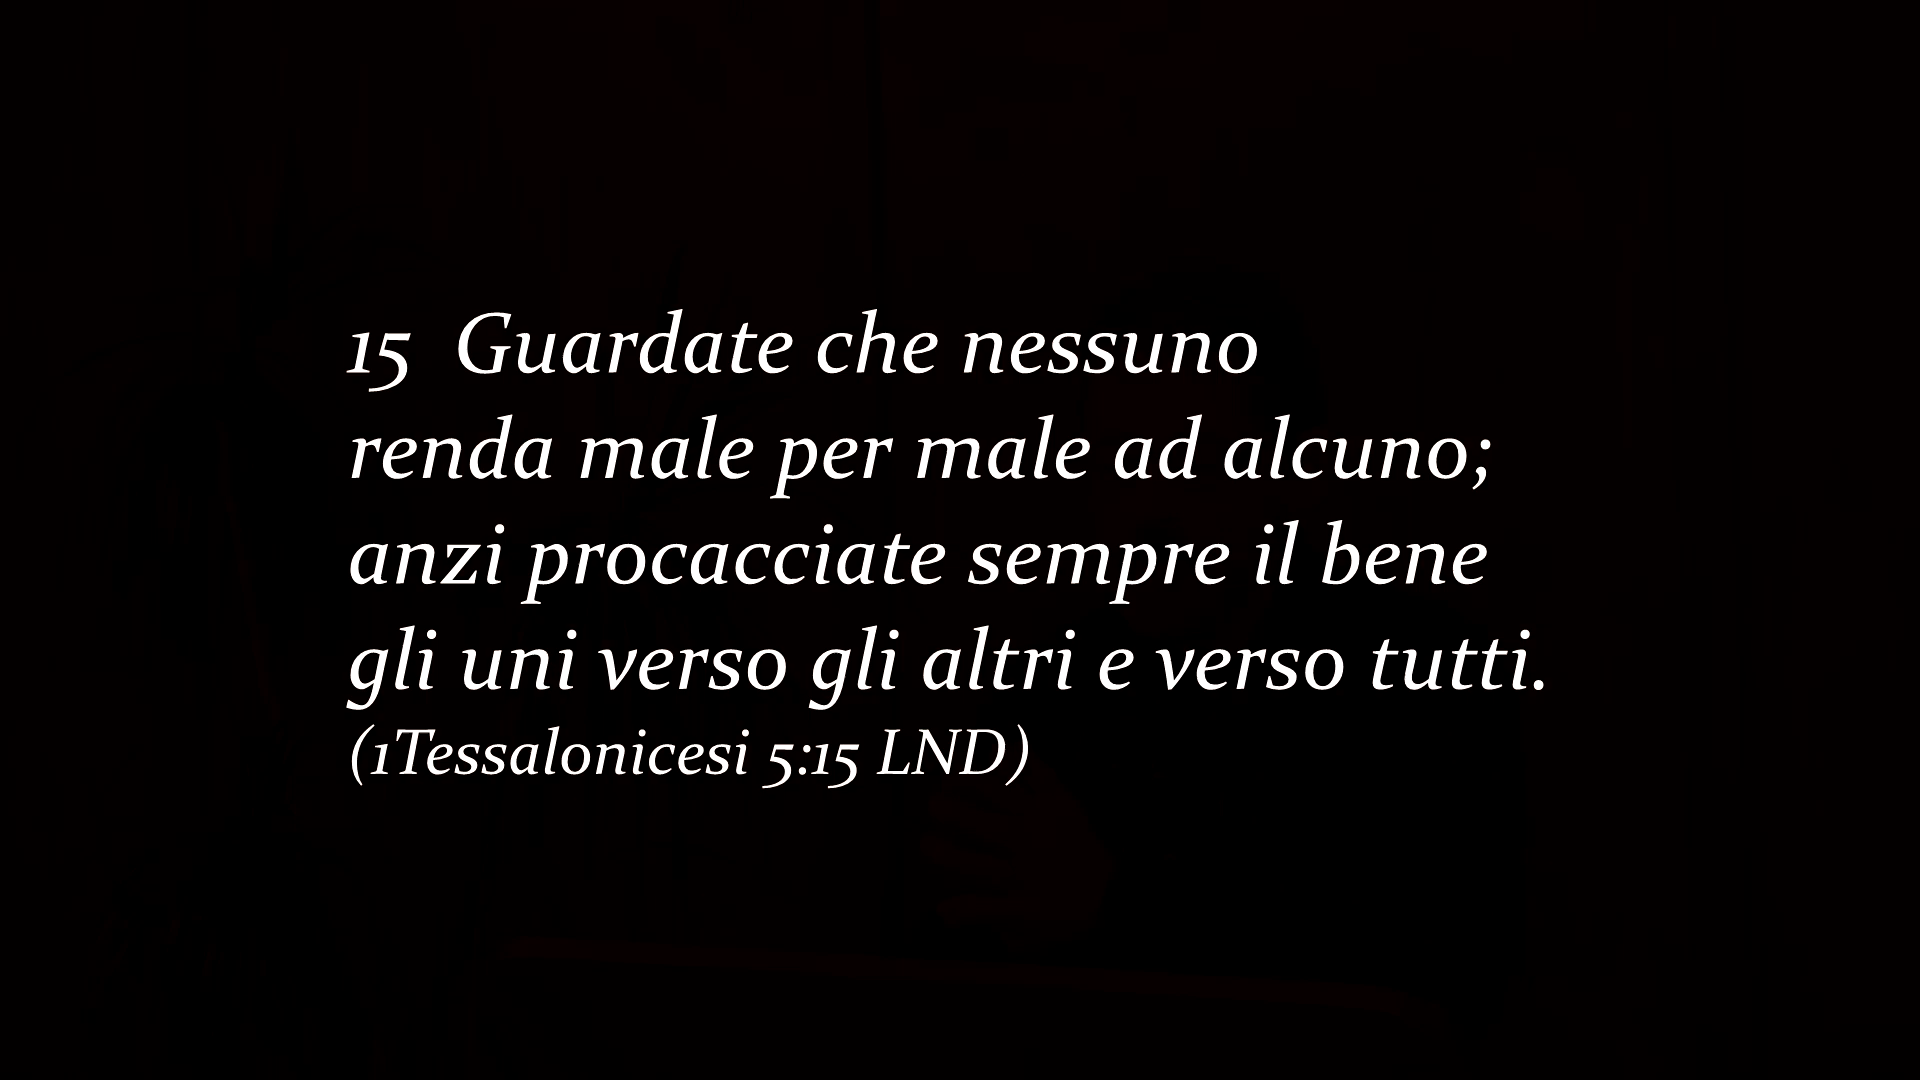 15  Guardate che nessuno
renda male per male ad alcuno;
anzi procacciate sempre il bene
gli uni verso gli altri e verso tutti.
(1Tessalonicesi 5:15 LND)